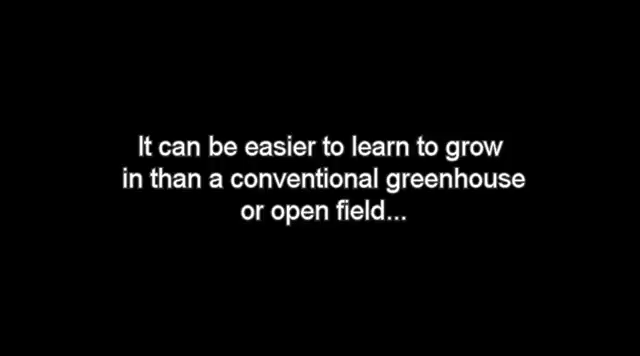 It can be easier to learn to grow
in than a conventional greenhouse
or open field...